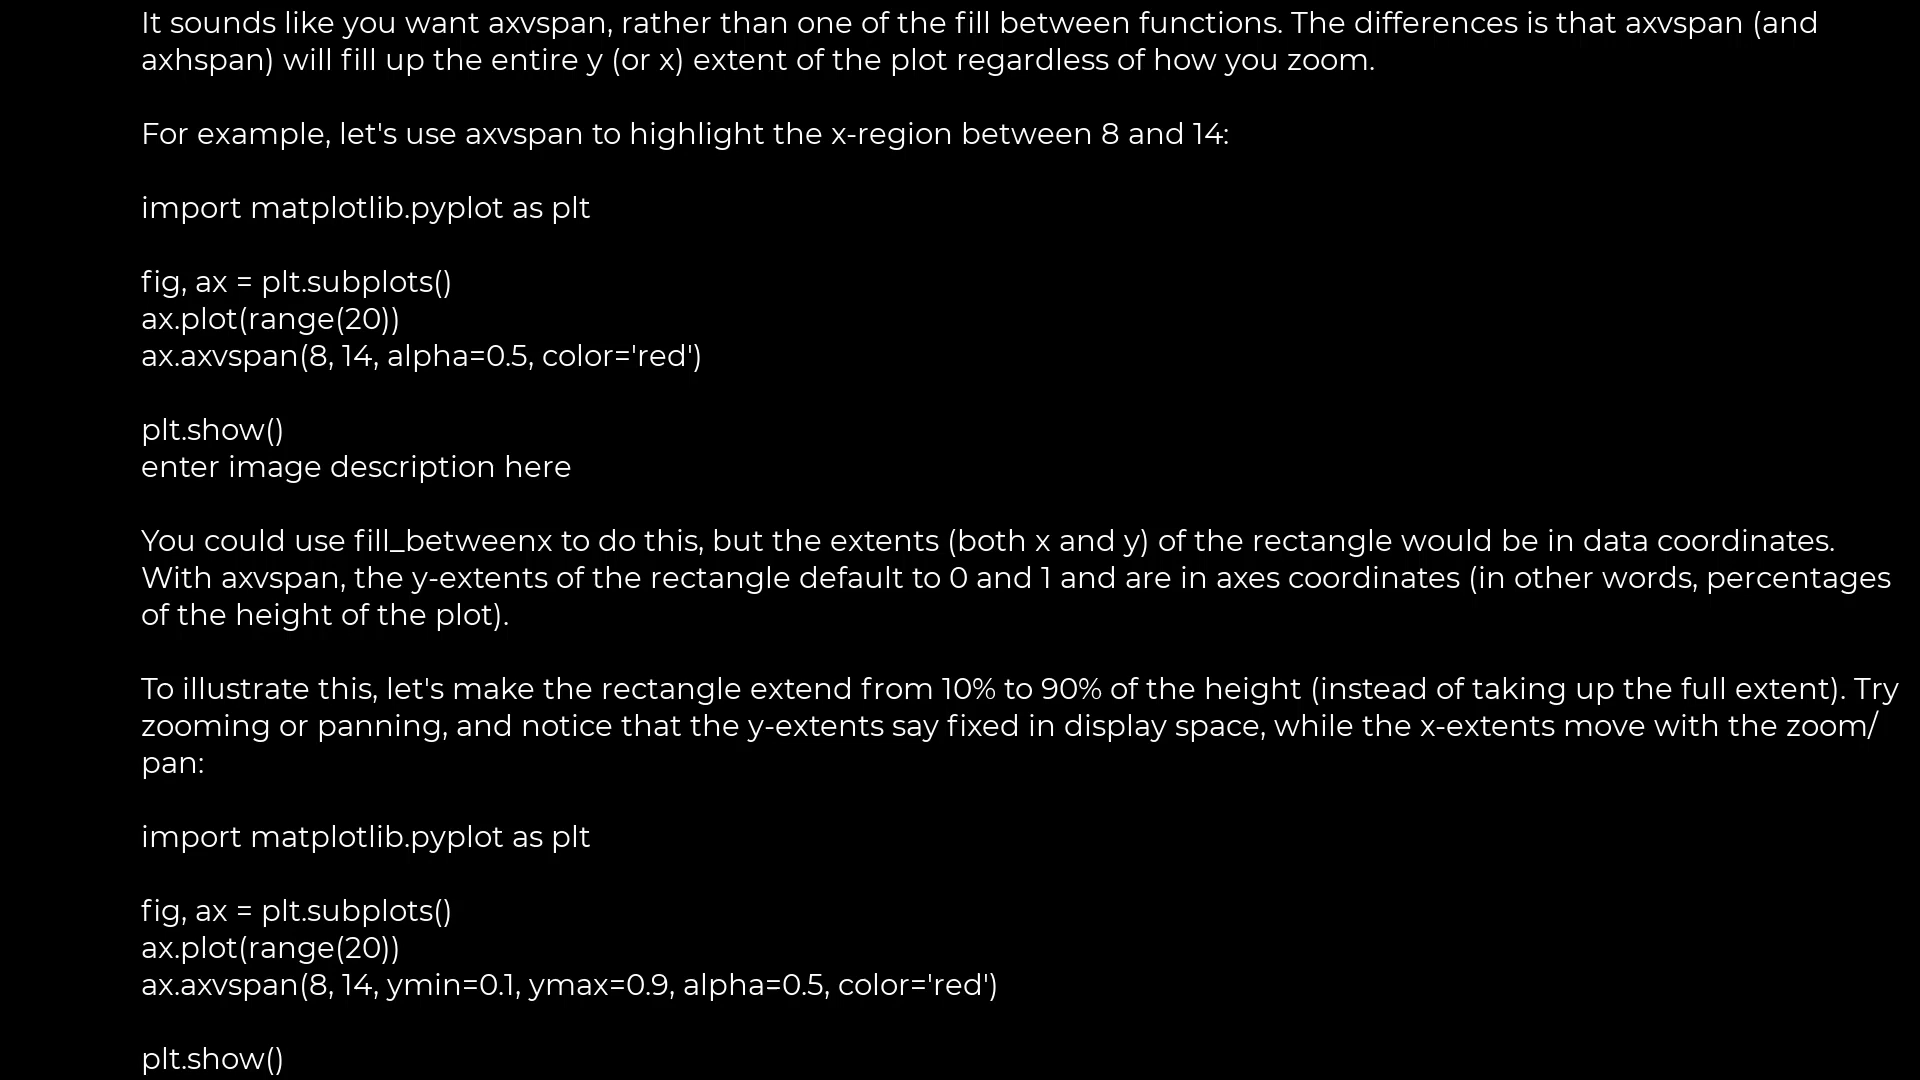 It sounds like you want axvspan, rather than one of the fill between functions. The differences is that axvspan (and
axhspan) will fill up the entire y (or x) extent of the plot regardless of how you zoom.
For example, let's use axvspan to highlight the x-region between 8 and 14:
import matplotlib.pyplot as plt
fig, ax = plt.subplots()
ax.plot(range(20))
ax.axvspan(8, 14, alpha=0.5, color='red')
plt.show()
enter image description here
You could use fill_betweenx to do this, but the extents (both x and y) of the rectangle would be in data coordinates.
With axvspan, the y-extents of the rectangle default to 0 and 1 and are in axes coordinates (in other words, percentages
of the height of the plot).
To illustrate this, let's make the rectangle extend from 10% to 90% of the height (instead of taking up the full extent). Try
zooming or panning, and notice that the y-extents say fixed in display space, while the x-extents move with the zoom/
pan:
import matplotlib.pyplot as plt
fig, ax = plt.subplots()
ax.plot(range(20))
ax.axvspan(8, 14, ymin=0.1, ymax=0.9, alpha=0.5, color='red')
plt.show()